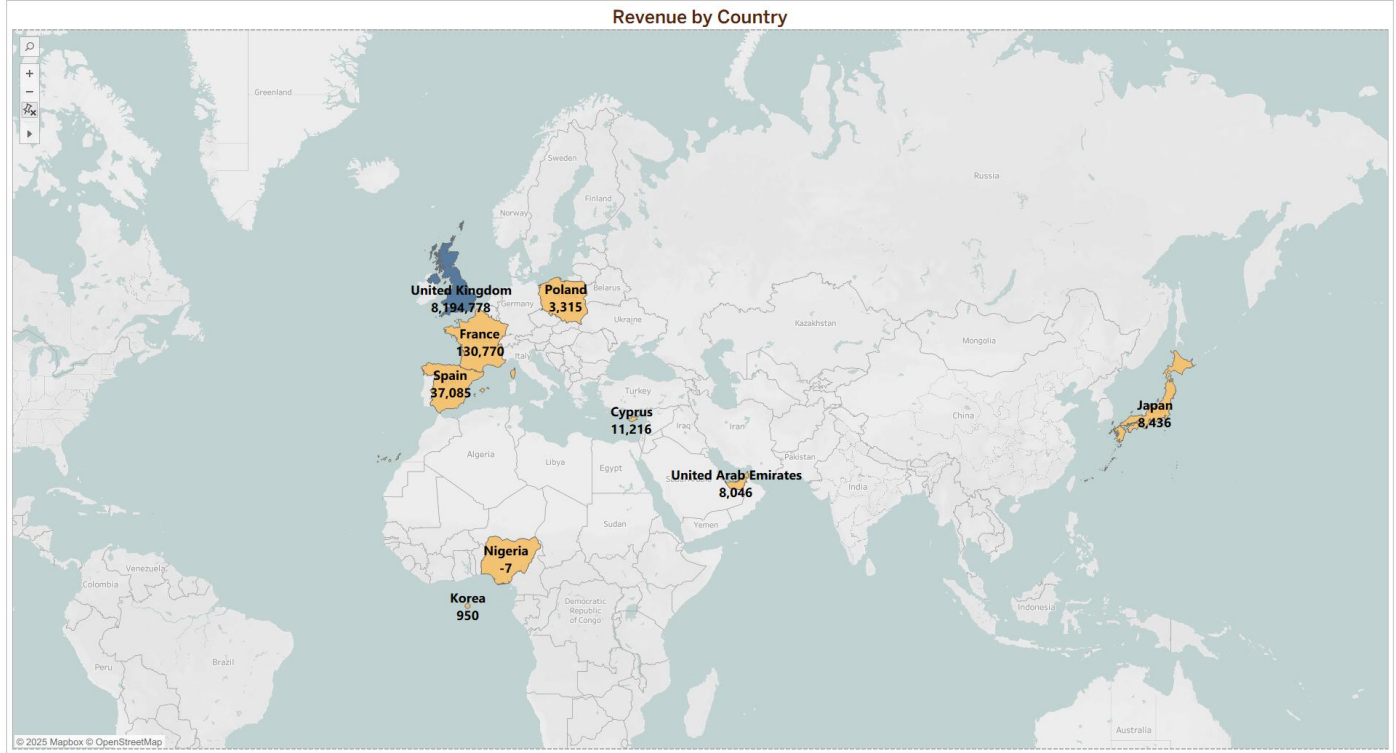 Revenue by Country
Greenland
Sweden
Russia
Finland
Norway
United Kingdom
8,194,778
Poland
3,315
Belarus
Germany
Ukraine
Kazakhstan
France
130,770
Mongolia
Italy
Spain
37,085
Turkey
Japan
8,436
Cyprus
11,216
China
Iraq
Iran
Algeria
Libya
Egypt
Pakistan
United Arab Emirates
8,046
India
Sudan
Yemen
Nigeria
-7
Venezuela
Colombia
Korea
950
Democratic
Republic
of Congo
Indonesia
Peru
Brazil
Australia
© 2025 Mapbox © OpenStreetMap